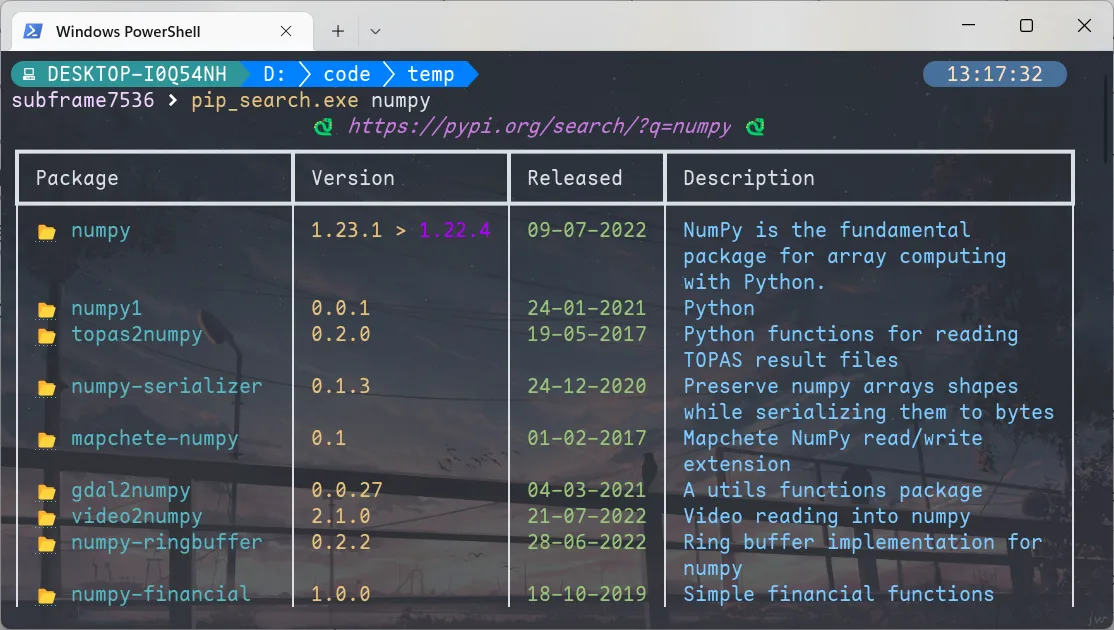 Windows PowerShell
DESKTOP-I0Q54NH D: code temp 13:17:32
subframe7536 > pip_search.exe numpy
https://pypi.org/search/?q=numpy
Package Version Released Description
numpy 1.23.1 > 1.22.4 09-07-2022 NumPy is the fundamental
package for array computing
with Python.
numpy1 0.0.1 24-01-2021 Python
topas2numpy 0.2.0 19-05-2017 Python functions for reading
TOPAS result files
numpy-serializer 0.1.3 24-12-2020 Preserve numpy arrays shapes
while serializing them to bytes
mapchete-numpy 0.1 01-02-2017 Mapchete NumPy read/write
extension
gdal2numpy 0.0.27 04-03-2021 A utils functions package
video2numpy 2.1.0 21-07-2022 Video reading into numpy
numpy-ringbuffer 0.2.2 28-06-2022 Ring buffer implementation for
numpy
numpy-financial 1.0.0 18-10-2019 Simple financial functions